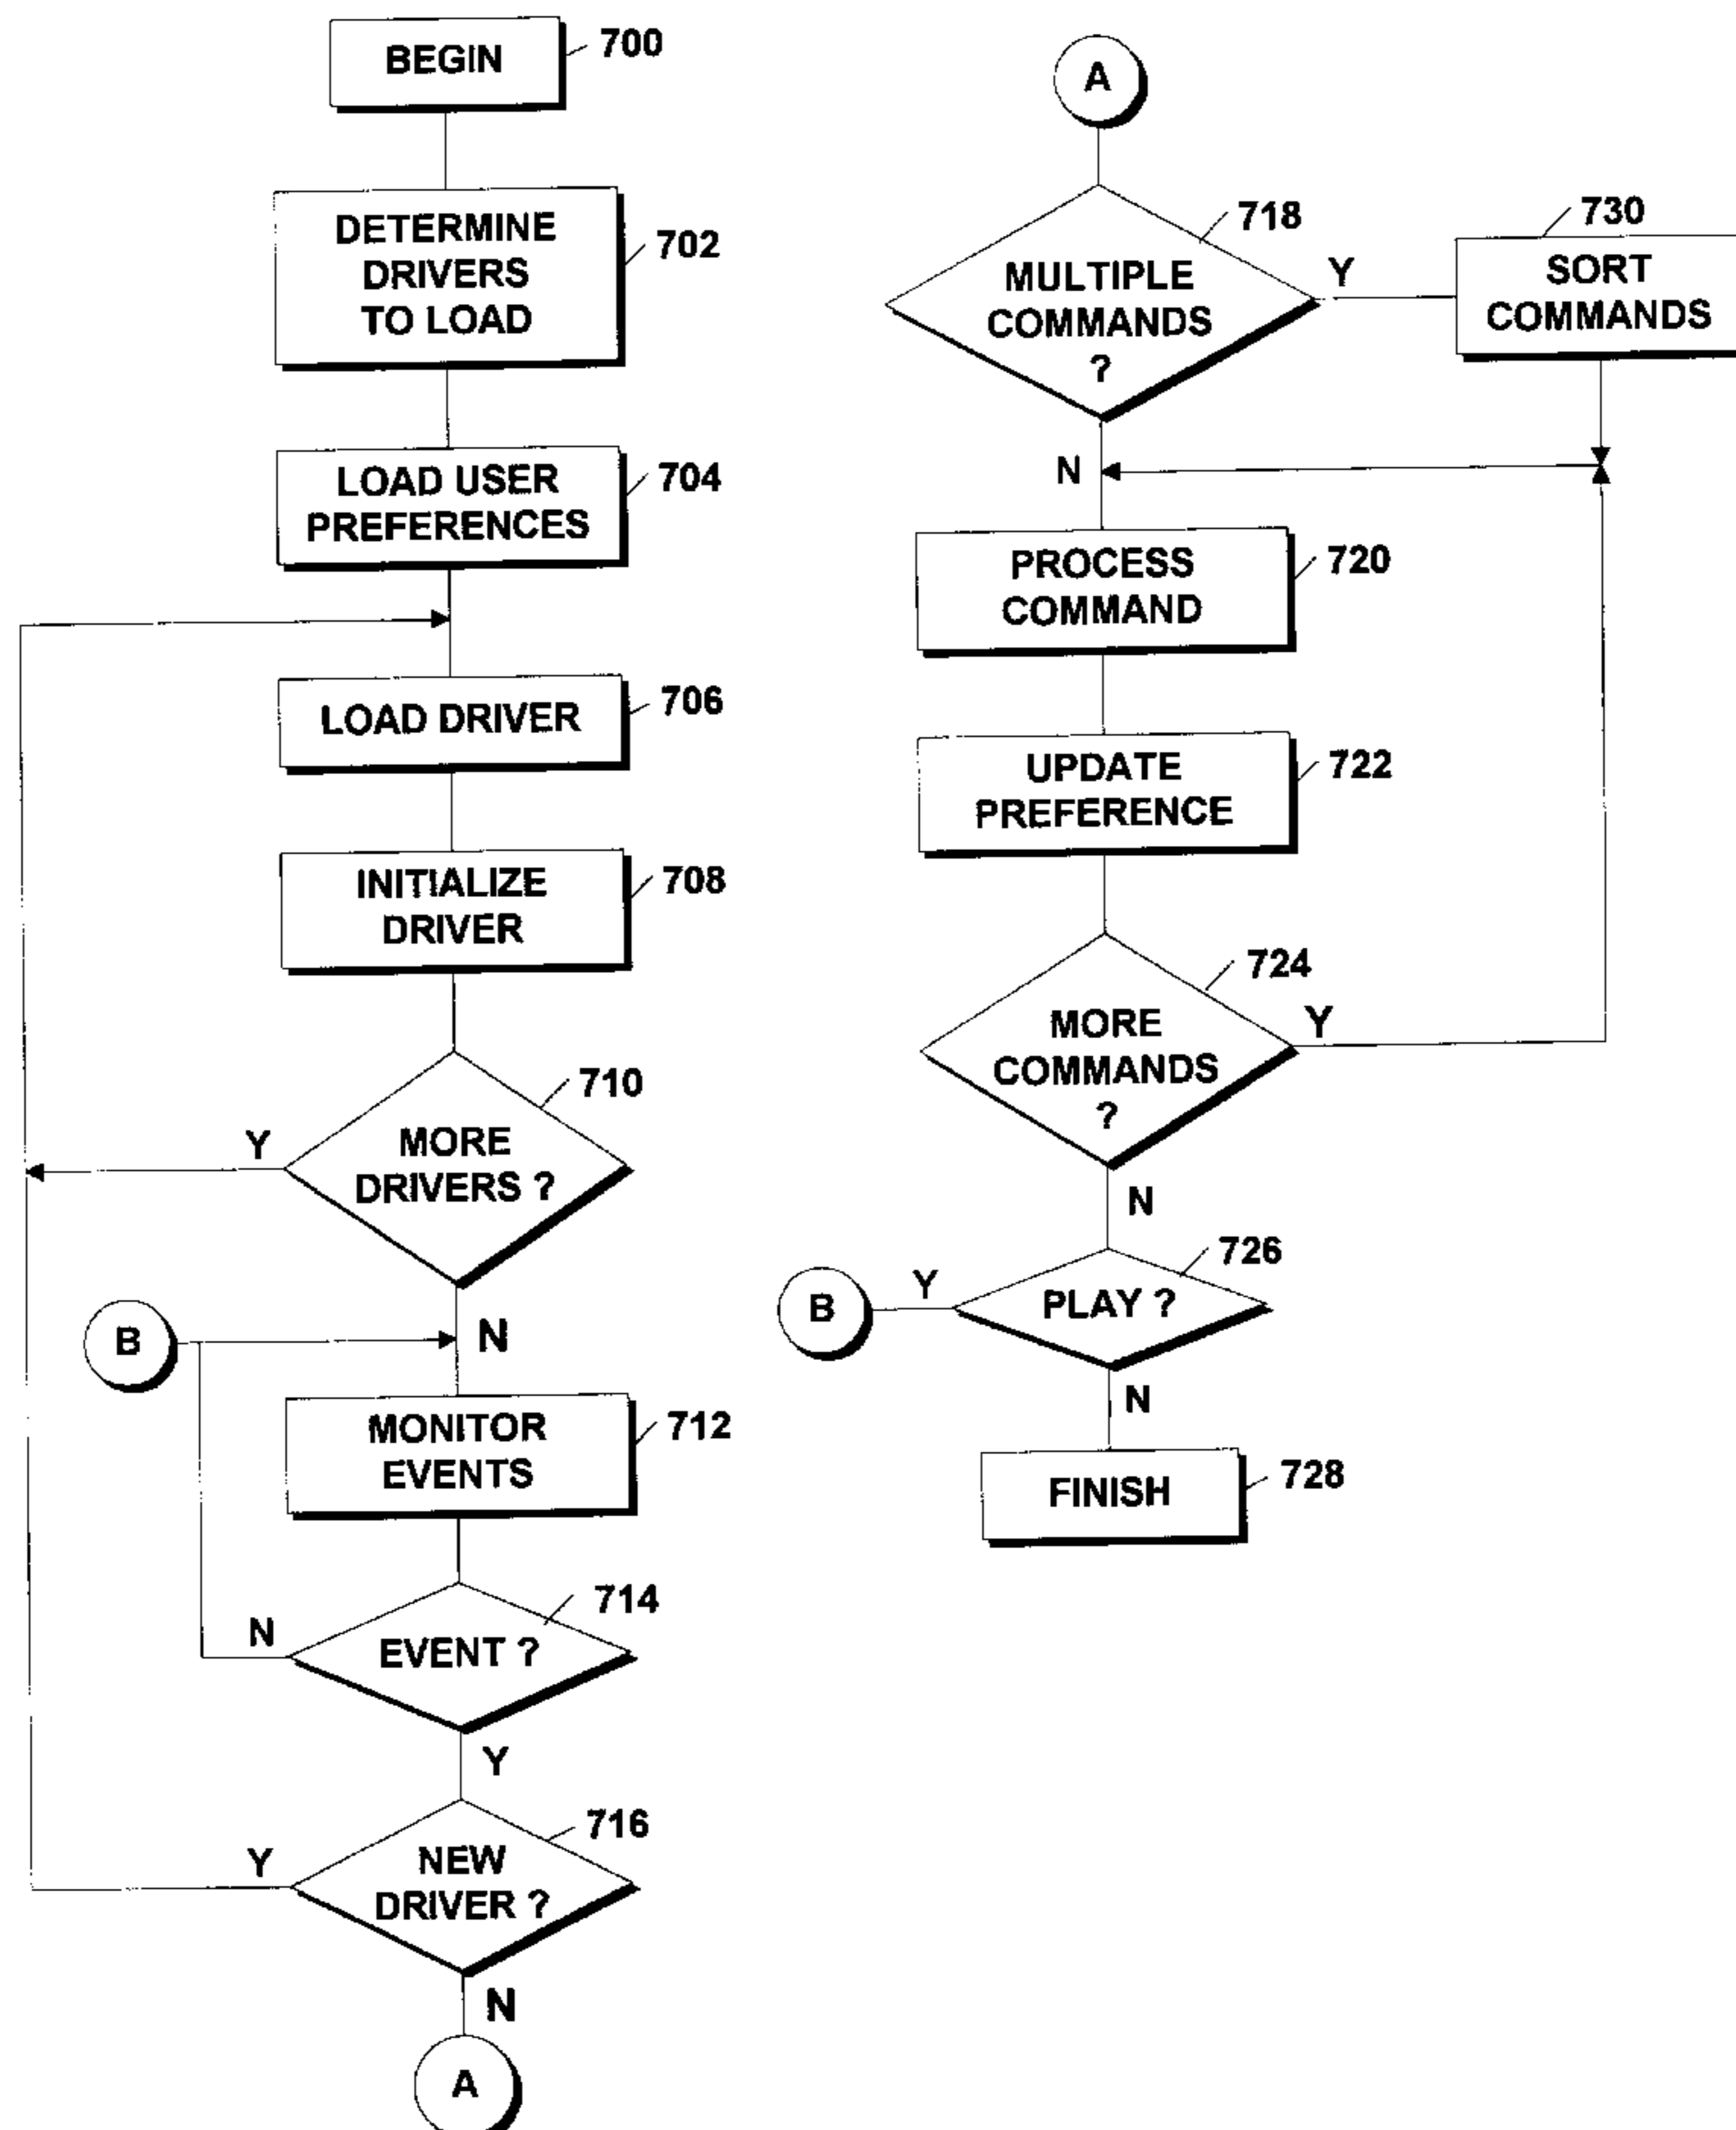 BEGIN
700
DETERMINE
DRIVERS
TO LOAD
702
LOAD USER
PREFERENCES
704
LOAD DRIVER
706
INITIALIZE
DRIVER
708
710
MORE
DRIVERS ?
Y
N
B
MONITOR
EVENTS
712
714
EVENT ?
N
Y
716
NEW
DRIVER ?
Y
N
A
A
718
MULTIPLE
COMMANDS
?
Y
730
SORT
COMMANDS
N
PROCESS
COMMAND
720
UPDATE
PREFERENCE
722
724
MORE
COMMANDS
?
Y
N
726
PLAY ?
Y
B
N
FINISH
728